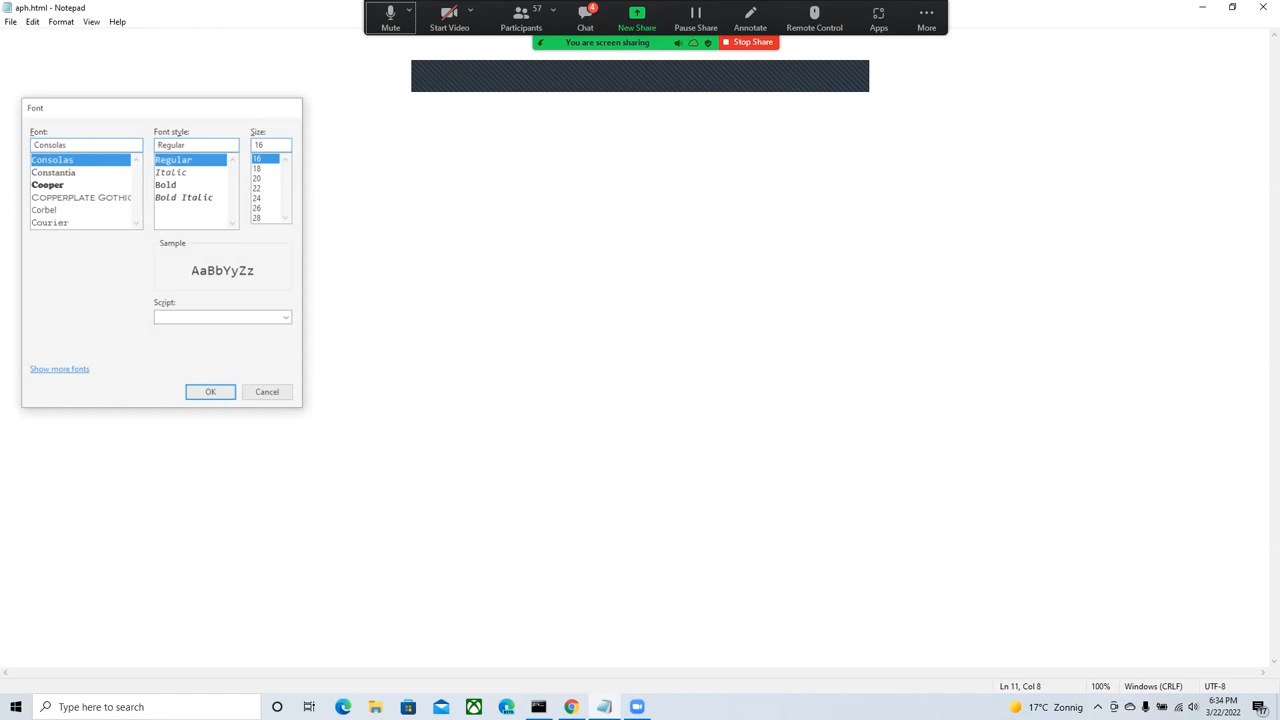 aph.html - Notepad
File Edit Format View Help
Mute
Start Video
57
Participants
4
Chat
New Share
Pause Share
Annotate
Remote Control
Apps
More
You are screen sharing
Stop Share
Font
Font:
Font style:
Size:
Consolas
Regular
16
Consolas
Constantia
Cooper
COPPERPLATE GOTHIC
Corbel
Courier
Regular
Italic
Bold
Bold Italic
16
18
20
22
24
26
28
Sample
AaBbYyZz
Script:
Show more fonts
OK
Cancel
Ln 11, Col 8
100%
Windows (CRLF)
UTF-8
Type here to search
17°C Zonnig
6:34 PM
3/22/2022